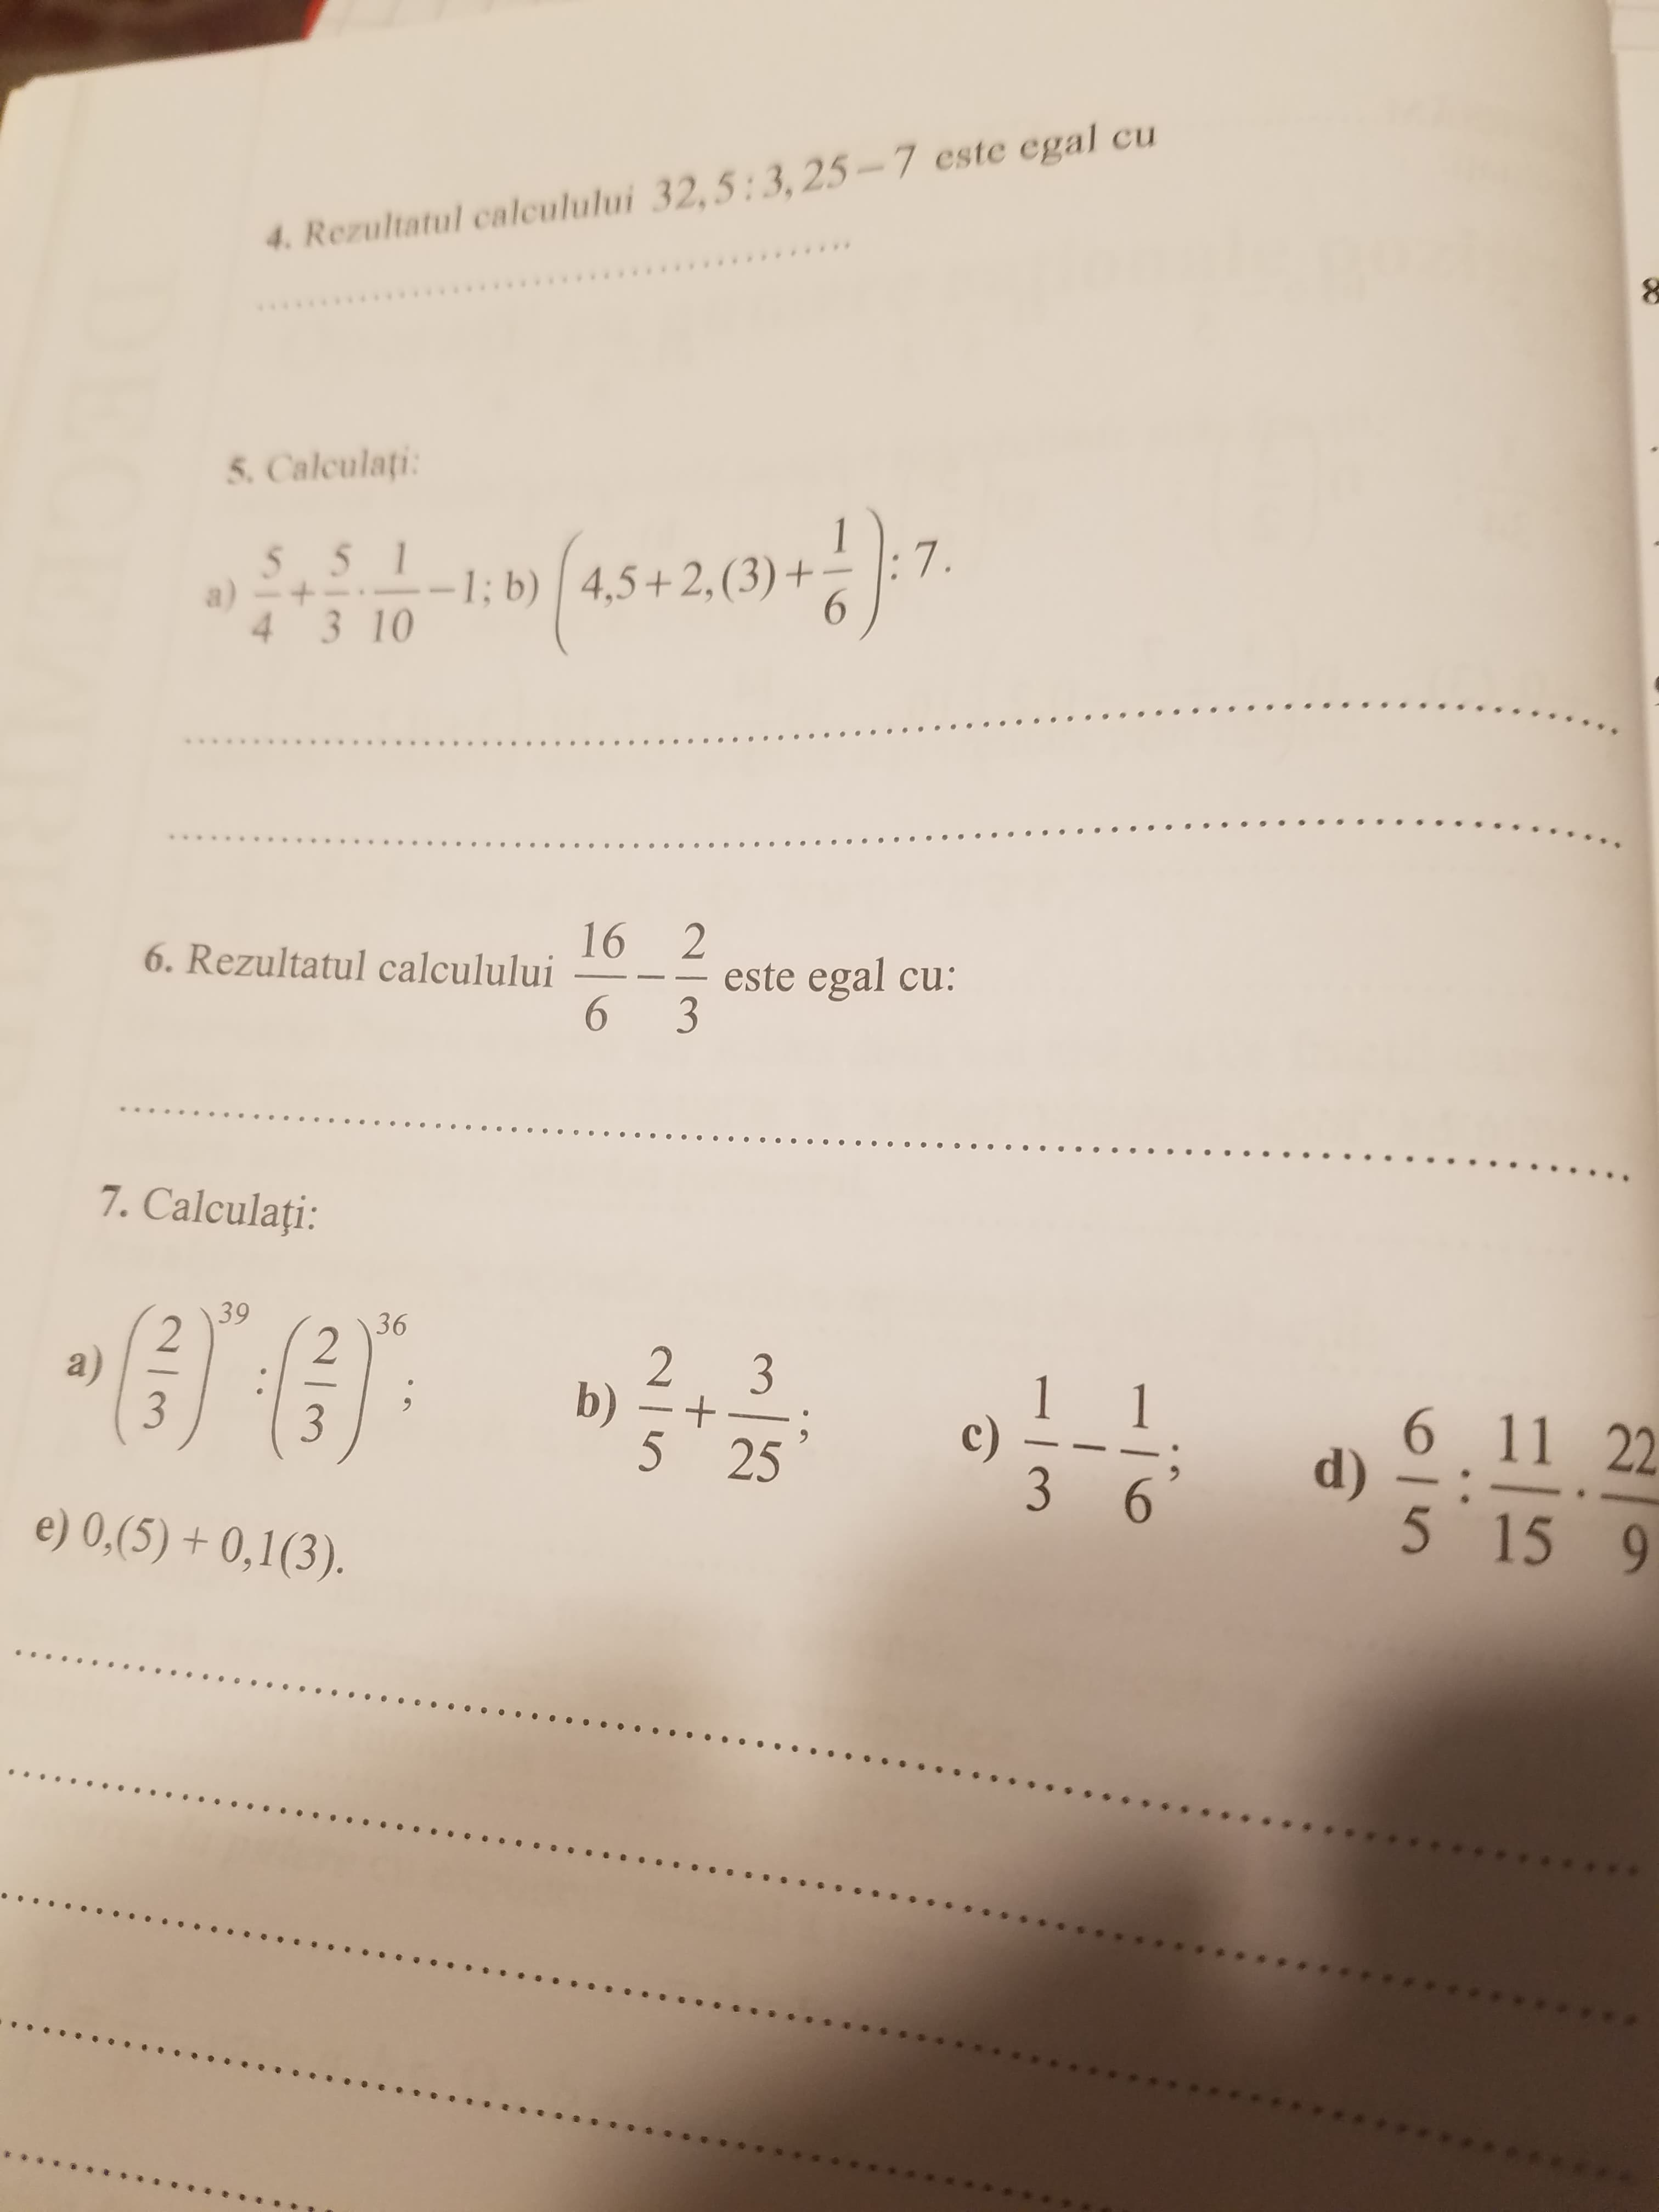 4. Rezultatul calculului 32,5:3,25−7 este egal cu
8
5. Calculaţi:
a) 5/4 + 5/3 · 1/10 − 1; b) (4,5 + 2,(3) + 1/6) : 7.
6. Rezultatul calculului 16/6 − 2/3 este egal cu:
7. Calculaţi:
a) (2/3)^39 : (2/3)^36; b) 2/5 + 3/25; c) 1/3 − 1/6; d) 6/5 : 11/15 · 22/9
e) 0,(5) + 0,1(3).